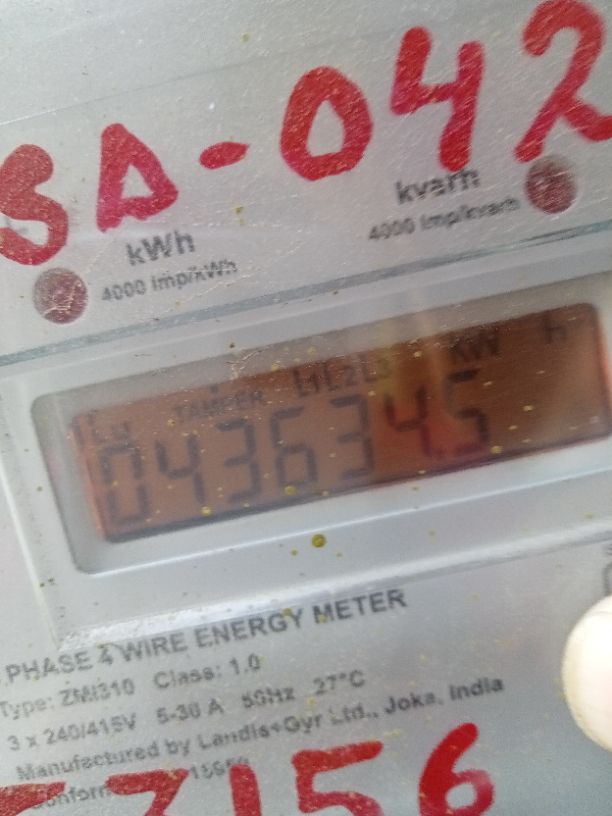 SA-042
kWh
4000 imp/kWh
kvarh
4000 imp/kvarh
TAMPER L1L2L3 kW h
043634.5
PHASE 4 WIRE ENERGY METER
Type: ZMI310 Class: 1.0
3 x 240/415V 5-30 A 50Hz 27°C
Manufactured by Landis+Gyr Ltd., Joka, India
7156